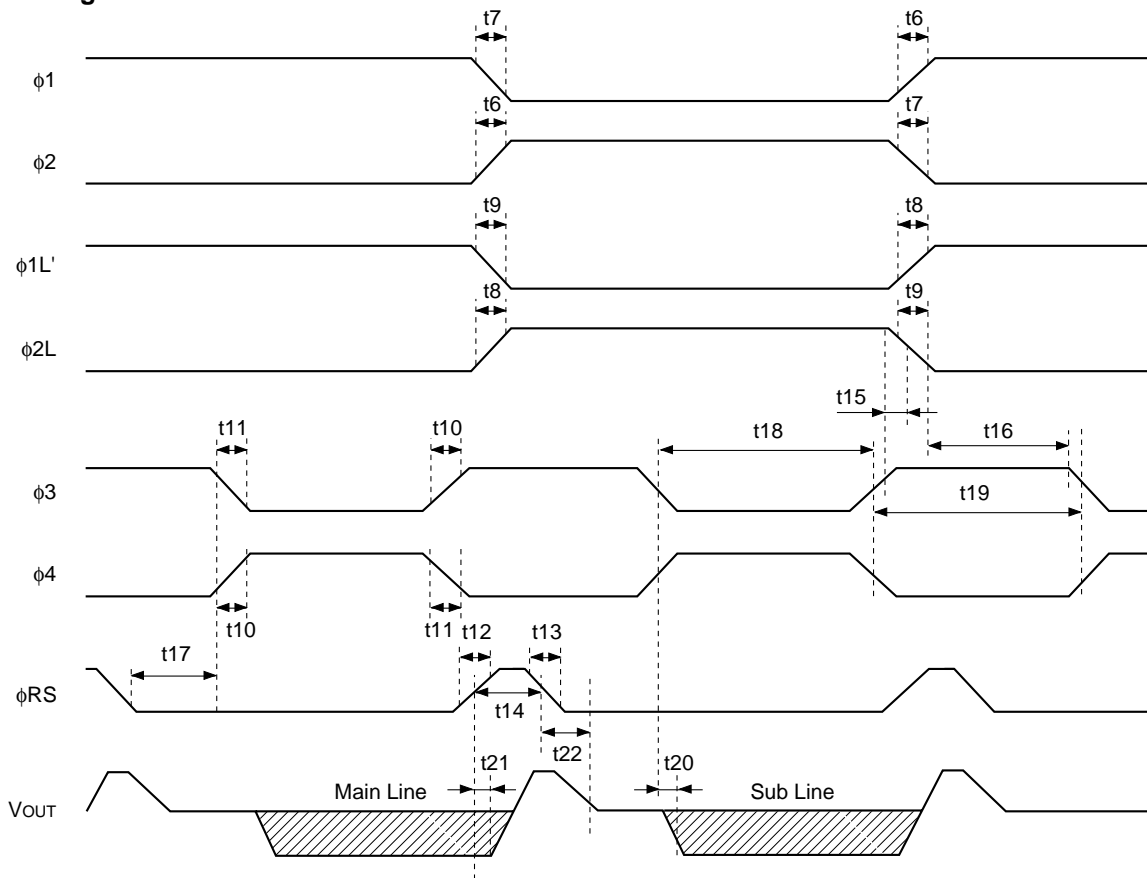 t7 t6
ϕ1
t6 t7
ϕ2
t9 t8
ϕ1L'
t8 t9
ϕ2L
t15
t11 t10 t18 t16
ϕ3
t19
ϕ4
t10 t11 t12 t13
t17
ϕRS
t14
t22
t21 t20
Main Line Sub Line
VOUT